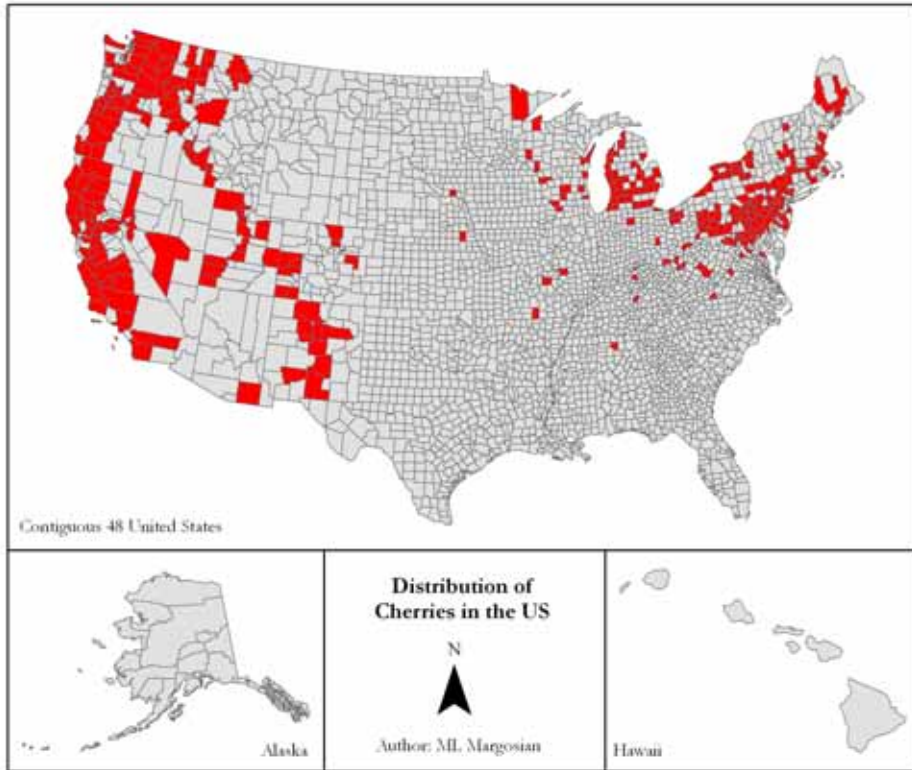 Contiguous 48 United States
Alaska
Distribution of
Cherries in the US
N
Author: ML Margosian
Hawaii